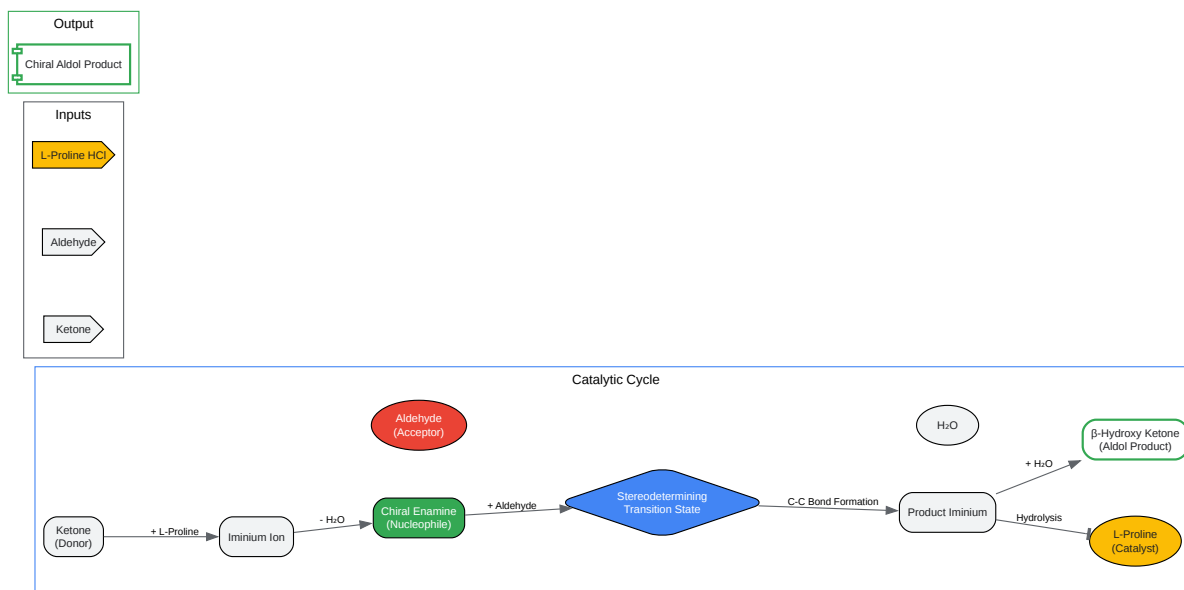 Output
Chiral Aldol Product
Inputs
L-Proline HCl
Aldehyde
Ketone
Catalytic Cycle
Aldehyde
(Acceptor)
H₂O
β-Hydroxy Ketone
(Aldol Product)
+ H₂O
Stereodetermining
Transition State
C-C Bond Formation
+ Aldehyde
Chiral Enamine
(Nucleophile)
Product Iminium
Hydrolysis
- H₂O
Ketone
(Donor)
+ L-Proline
Iminium Ion
L-Proline
(Catalyst)